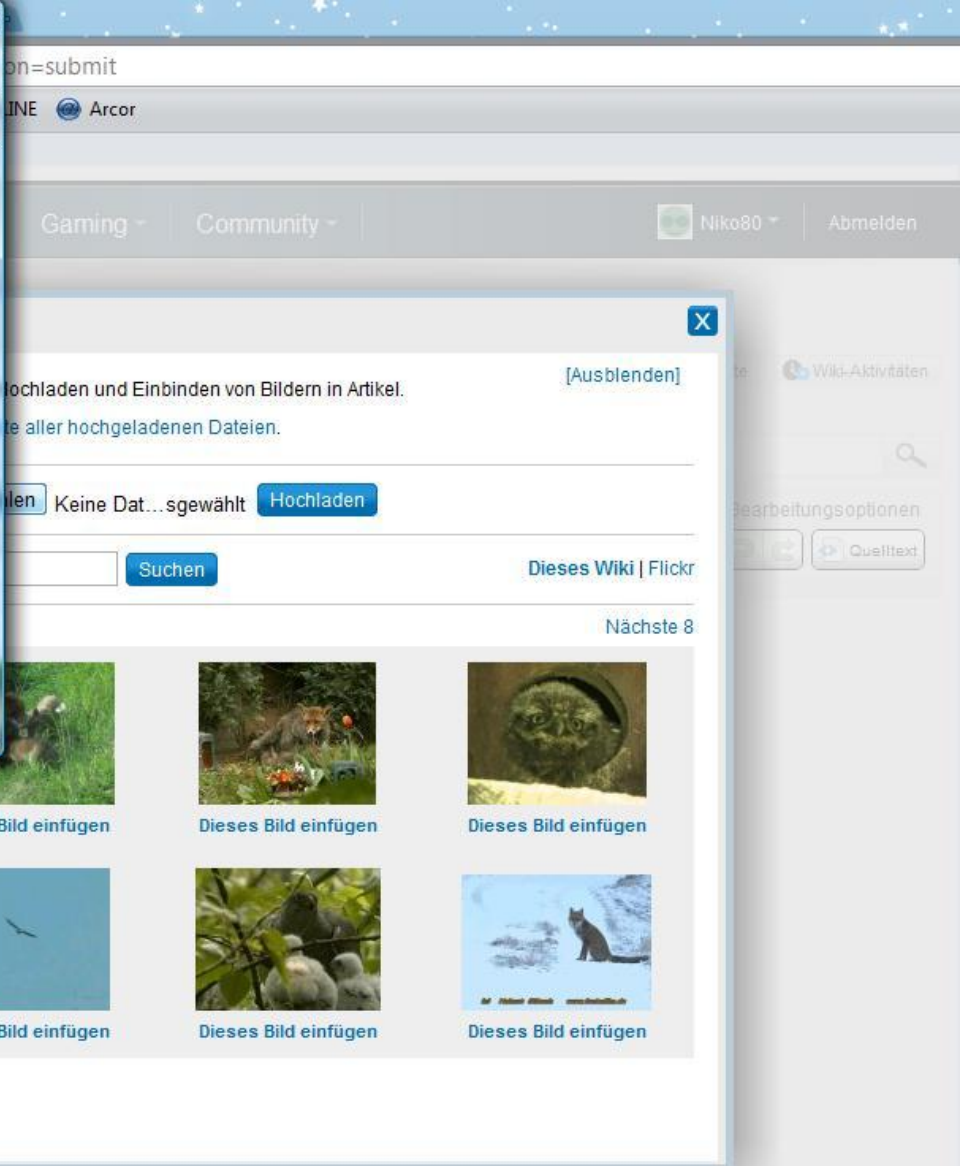 on=submit
INE Arcor
Gaming Community Niko80 Abmelden
X
ochladen und Einbinden von Bildern in Artikel. [Ausblenden]
Wiki-Aktivitäten
te aller hochgeladenen Dateien.
hlen Keine Dat...sgewählt Hochladen
Bearbeitungsoptionen
Suchen Dieses Wiki | Flickr
Quelltext
Nächste 8
Bild einfügen Dieses Bild einfügen Dieses Bild einfügen
Bild einfügen Dieses Bild einfügen Dieses Bild einfügen